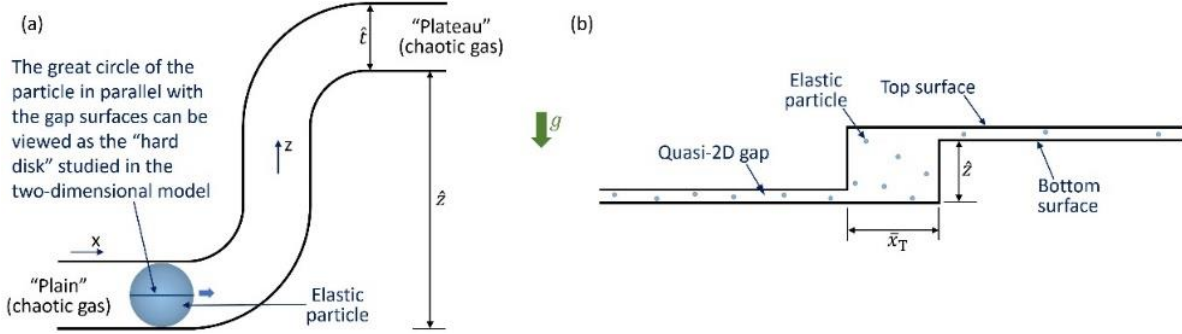 (a)
t̂
"Plateau"
(chaotic gas)
The great circle of the
particle in parallel with
the gap surfaces can be
viewed as the "hard
disk" studied in the
two-dimensional model
z
ẑ
x
"Plain"
(chaotic gas)
Elastic
particle
g
(b)
Elastic
particle
Top surface
Quasi-2D gap
ẑ
Bottom
surface
x̄T